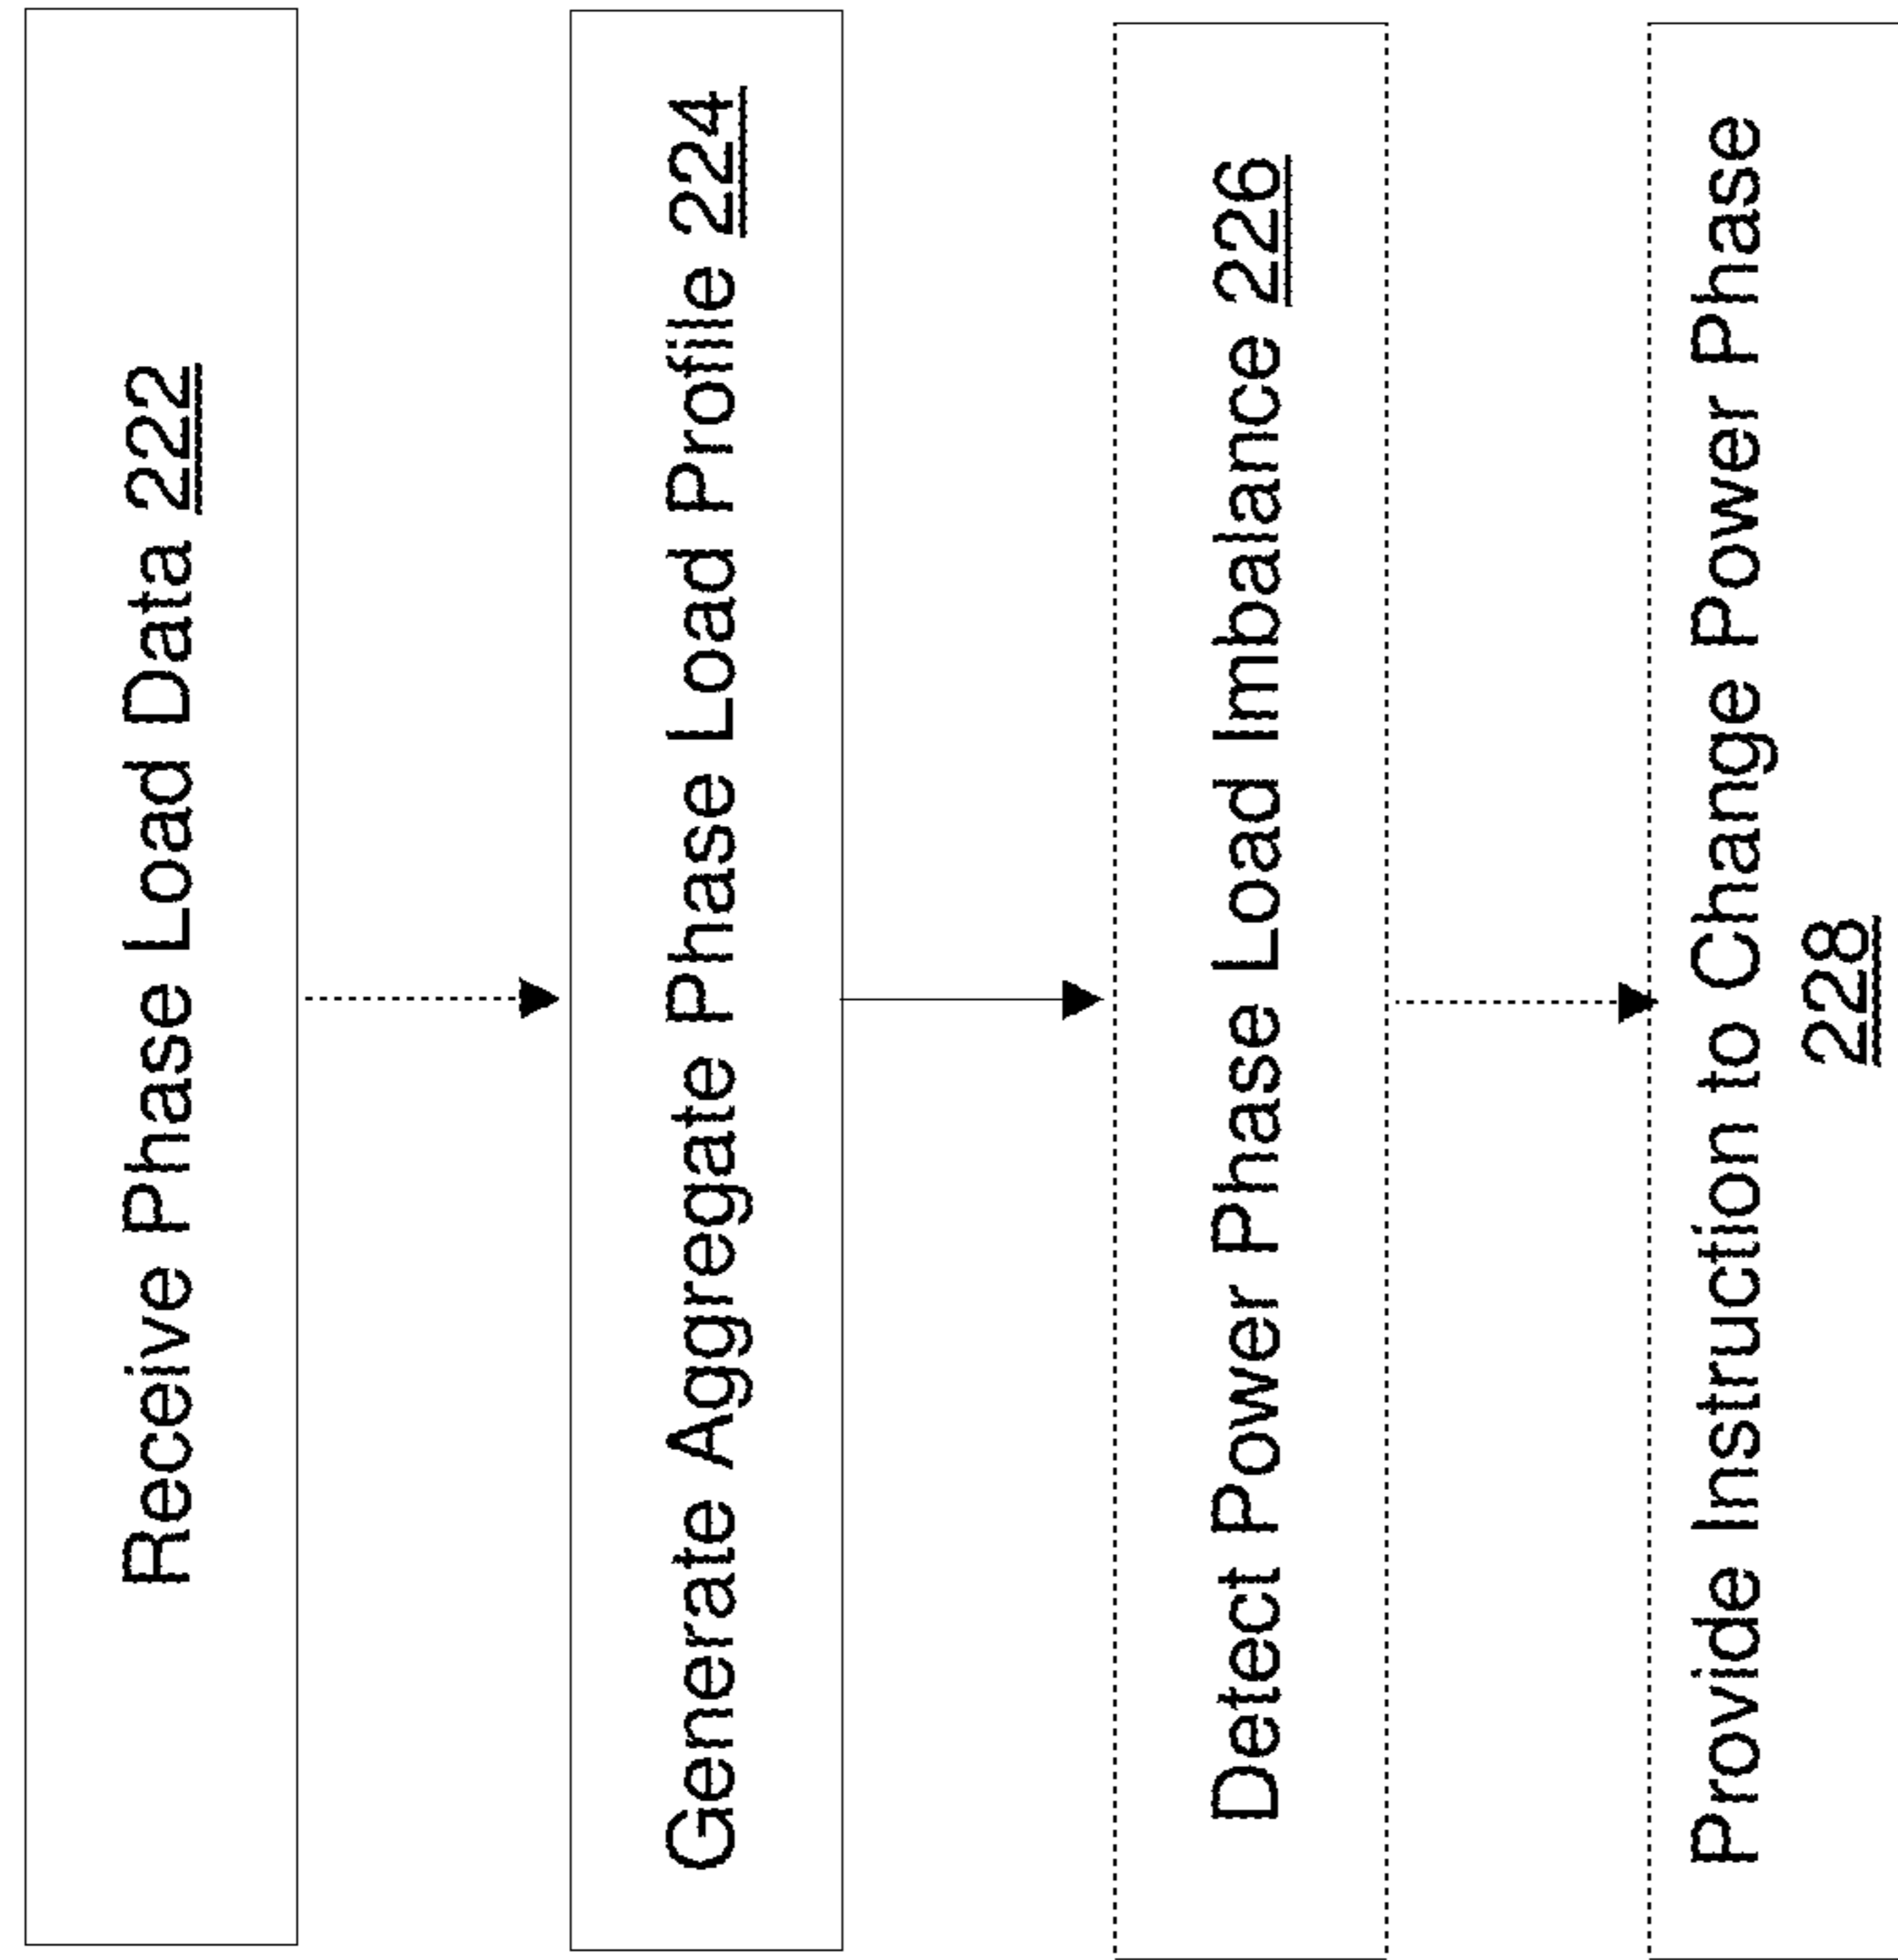 Receive Phase Load Data 222
Generate Aggregate Phase Load Profile 224
Detect Power Phase Load Imbalance 226
Provide Instruction to Change Power Phase
228